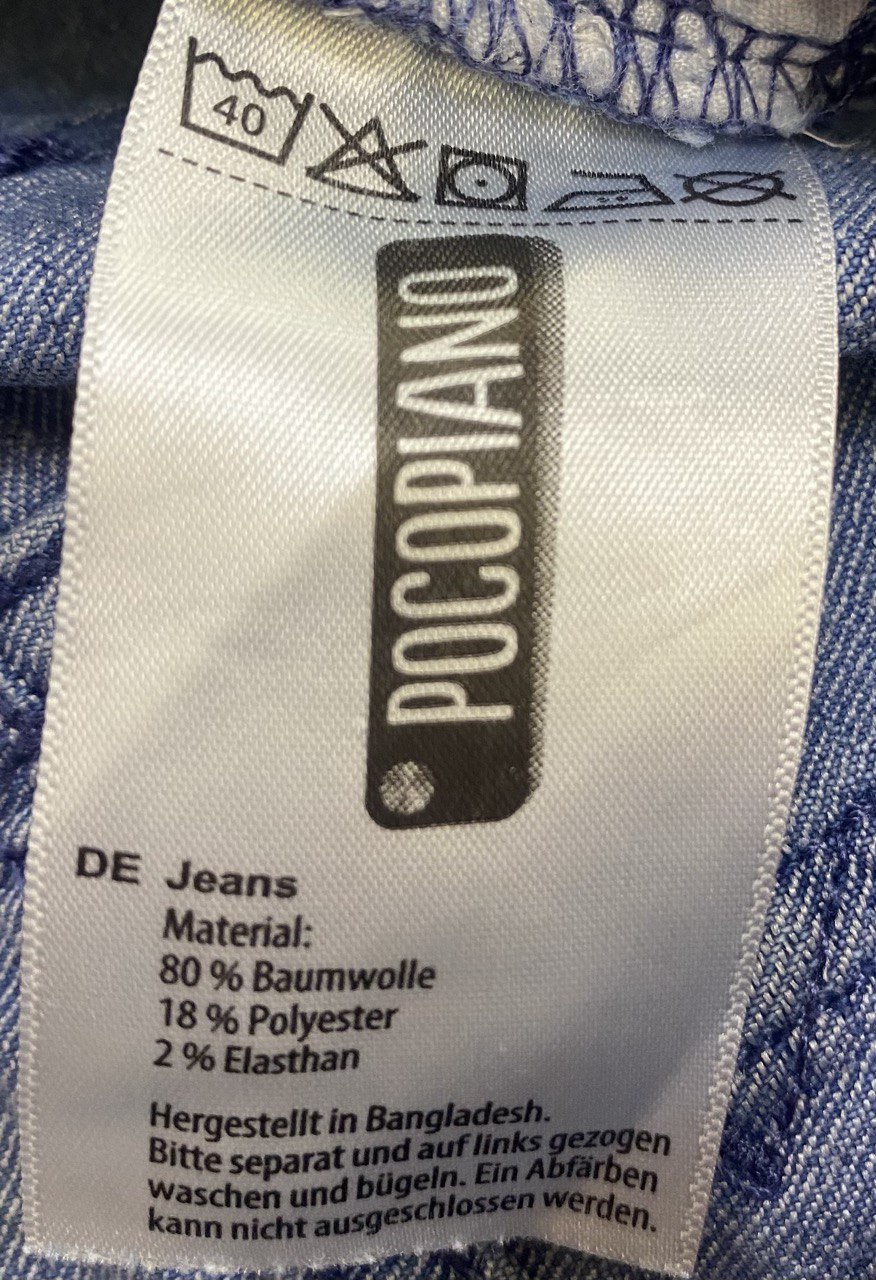 40
POCOPIANO
DE Jeans
Material:
80 % Baumwolle
18 % Polyester
2 % Elasthan
Hergestellt in Bangladesh.
Bitte separat und auf links gezogen
waschen und bügeln. Ein Abfärben
kann nicht ausgeschlossen werden.